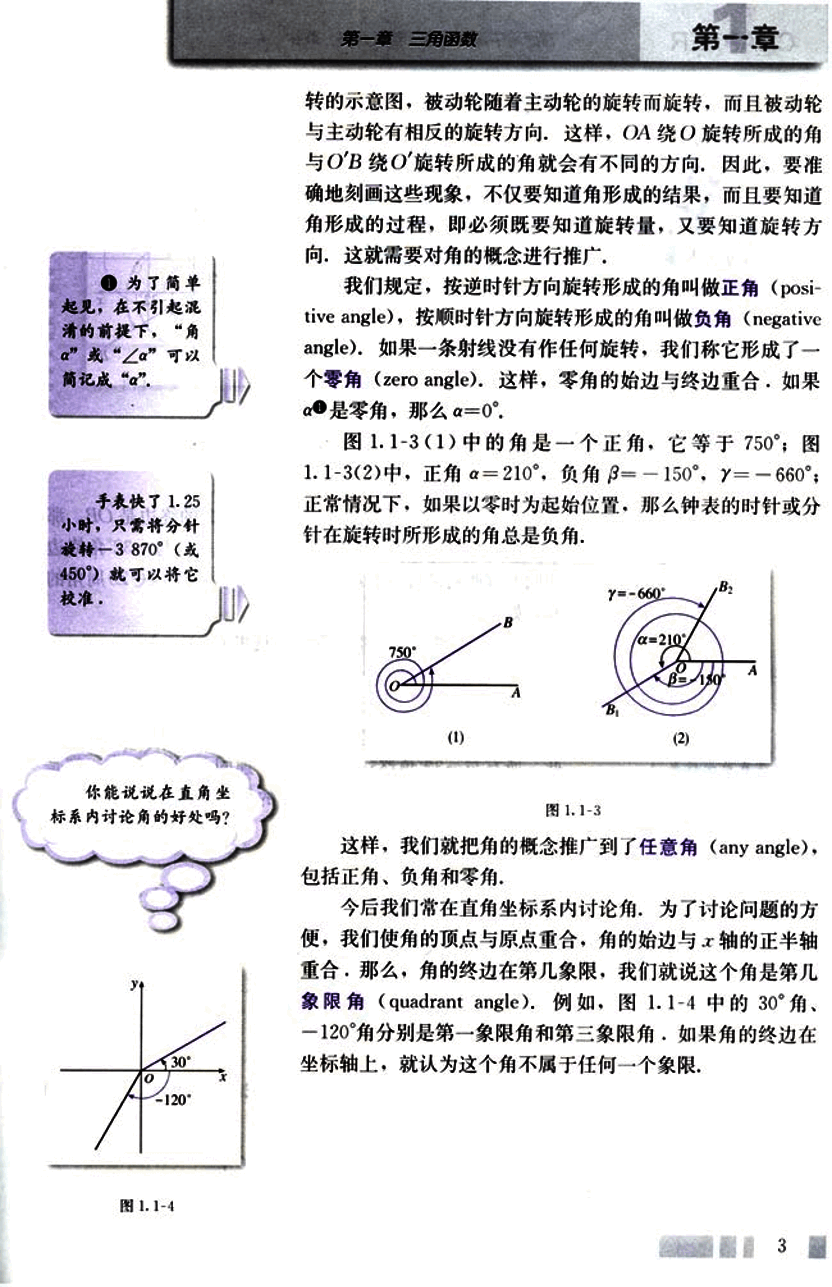 第一章 三角函数
第一章
转的示意图，被动轮随着主动轮的旋转而旋转，而且被动轮
与主动轮有相反的旋转方向．这样，OA 绕O 旋转所成的角
与O′B 绕O′旋转所成的角就会有不同的方向．因此，要准
确地刻画这些现象，不仅要知道角形成的结果，而且要知道
角形成的过程，即必须既要知道旋转量，又要知道旋转方
向．这就需要对角的概念进行推广．
❶ 为了简单
起见，在不引起混
淆的前提下，“角
α”或“∠α”可以
简记成“α”．
我们规定，按逆时针方向旋转形成的角叫做正角（posi-
tive angle），按顺时针方向旋转形成的角叫做负角（negative
angle）．如果一条射线没有作任何旋转，我们称它形成了一
个零角（zero angle）．这样，零角的始边与终边重合．如果
α❶是零角，那么 α=0°．
图 1.1-3(1) 中的角是一个正角，它等于 750°；图
1.1-3(2)中，正角 α=210°，负角 β=－150°，γ=－660°；
正常情况下，如果以零时为起始位置，那么钟表的时针或分
针在旋转时所形成的角总是负角．
手表快了 1.25
小时，只需将分针
旋转－3 870°（或
450°）就可以将它
校准．
750°
O
A
B
(1)
γ=-660°
B₂
α=210°
O
A
β=-150°
B₁
(2)
图 1.1-3
你能说说在直角坐
标系内讨论角的好处吗？
这样，我们就把角的概念推广到了任意角（any angle），
包括正角、负角和零角．
今后我们常在直角坐标系内讨论角．为了讨论问题的方
便，我们使角的顶点与原点重合，角的始边与 x 轴的正半轴
重合．那么，角的终边在第几象限，我们就说这个角是第几
象限角（quadrant angle）．例如，图 1.1-4 中的 30°角、
－120°角分别是第一象限角和第三象限角．如果角的终边在
坐标轴上，就认为这个角不属于任何一个象限．
y
30°
O
x
-120°
图 1.1-4
3